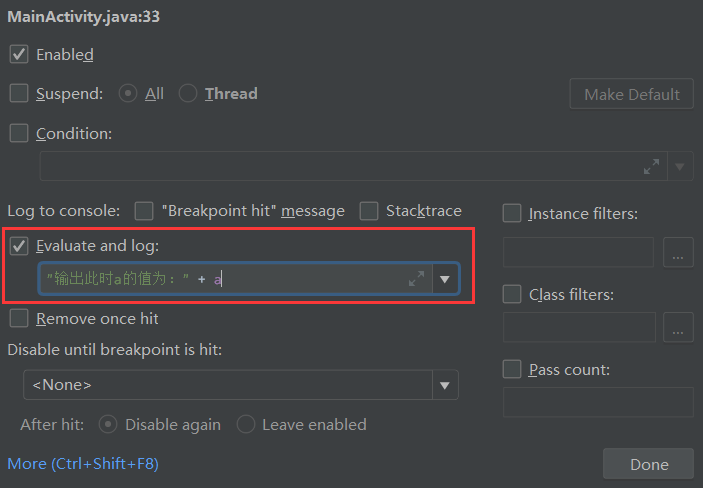 MainActivity.java:33
Enabled
Suspend: All Thread Make Default
Condition:
Log to console: "Breakpoint hit" message Stacktrace
Instance filters:
Evaluate and log:
...
"输出此时a的值为：" + a
Class filters:
Remove once hit
...
Disable until breakpoint is hit:
Pass count:
<None>
After hit: Disable again Leave enabled
More (Ctrl+Shift+F8)
Done